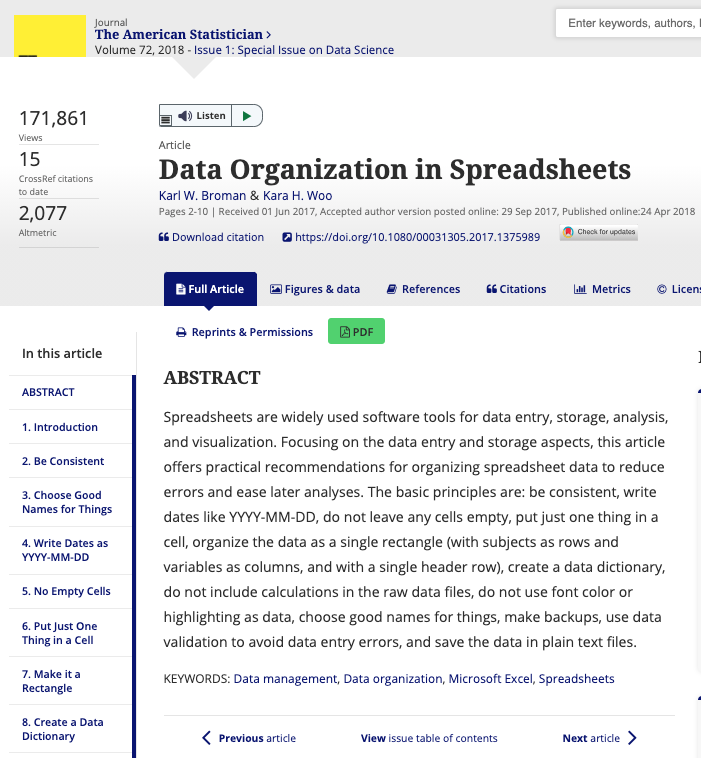 Journal
The American Statistician >
Volume 72, 2018 - Issue 1: Special Issue on Data Science
Enter keywords, authors,
171,861
Views
15
CrossRef citations
to date
2,077
Altmetric
Listen
Article
Data Organization in Spreadsheets
Karl W. Broman & Kara H. Woo
Pages 2-10 | Received 01 Jun 2017, Accepted author version posted online: 29 Sep 2017, Published online:24 Apr 2018
Download citation https://doi.org/10.1080/00031305.2017.1375989 Check for updates
Full Article Figures & data References Citations Metrics ©
Reprints & Permissions PDF
In this article
ABSTRACT
1. Introduction
2. Be Consistent
3. Choose Good
Names for Things
4. Write Dates as
YYYY-MM-DD
5. No Empty Cells
6. Put Just One
Thing in a Cell
7. Make it a
Rectangle
8. Create a Data
Dictionary
ABSTRACT
Spreadsheets are widely used software tools for data entry, storage, analysis,
and visualization. Focusing on the data entry and storage aspects, this article
offers practical recommendations for organizing spreadsheet data to reduce
errors and ease later analyses. The basic principles are: be consistent, write
dates like YYYY-MM-DD, do not leave any cells empty, put just one thing in a
cell, organize the data as a single rectangle (with subjects as rows and
variables as columns, and with a single header row), create a data dictionary,
do not include calculations in the raw data files, do not use font color or
highlighting as data, choose good names for things, make backups, use data
validation to avoid data entry errors, and save the data in plain text files.
KEYWORDS: Data management, Data organization, Microsoft Excel, Spreadsheets
Previous article View issue table of contents Next article